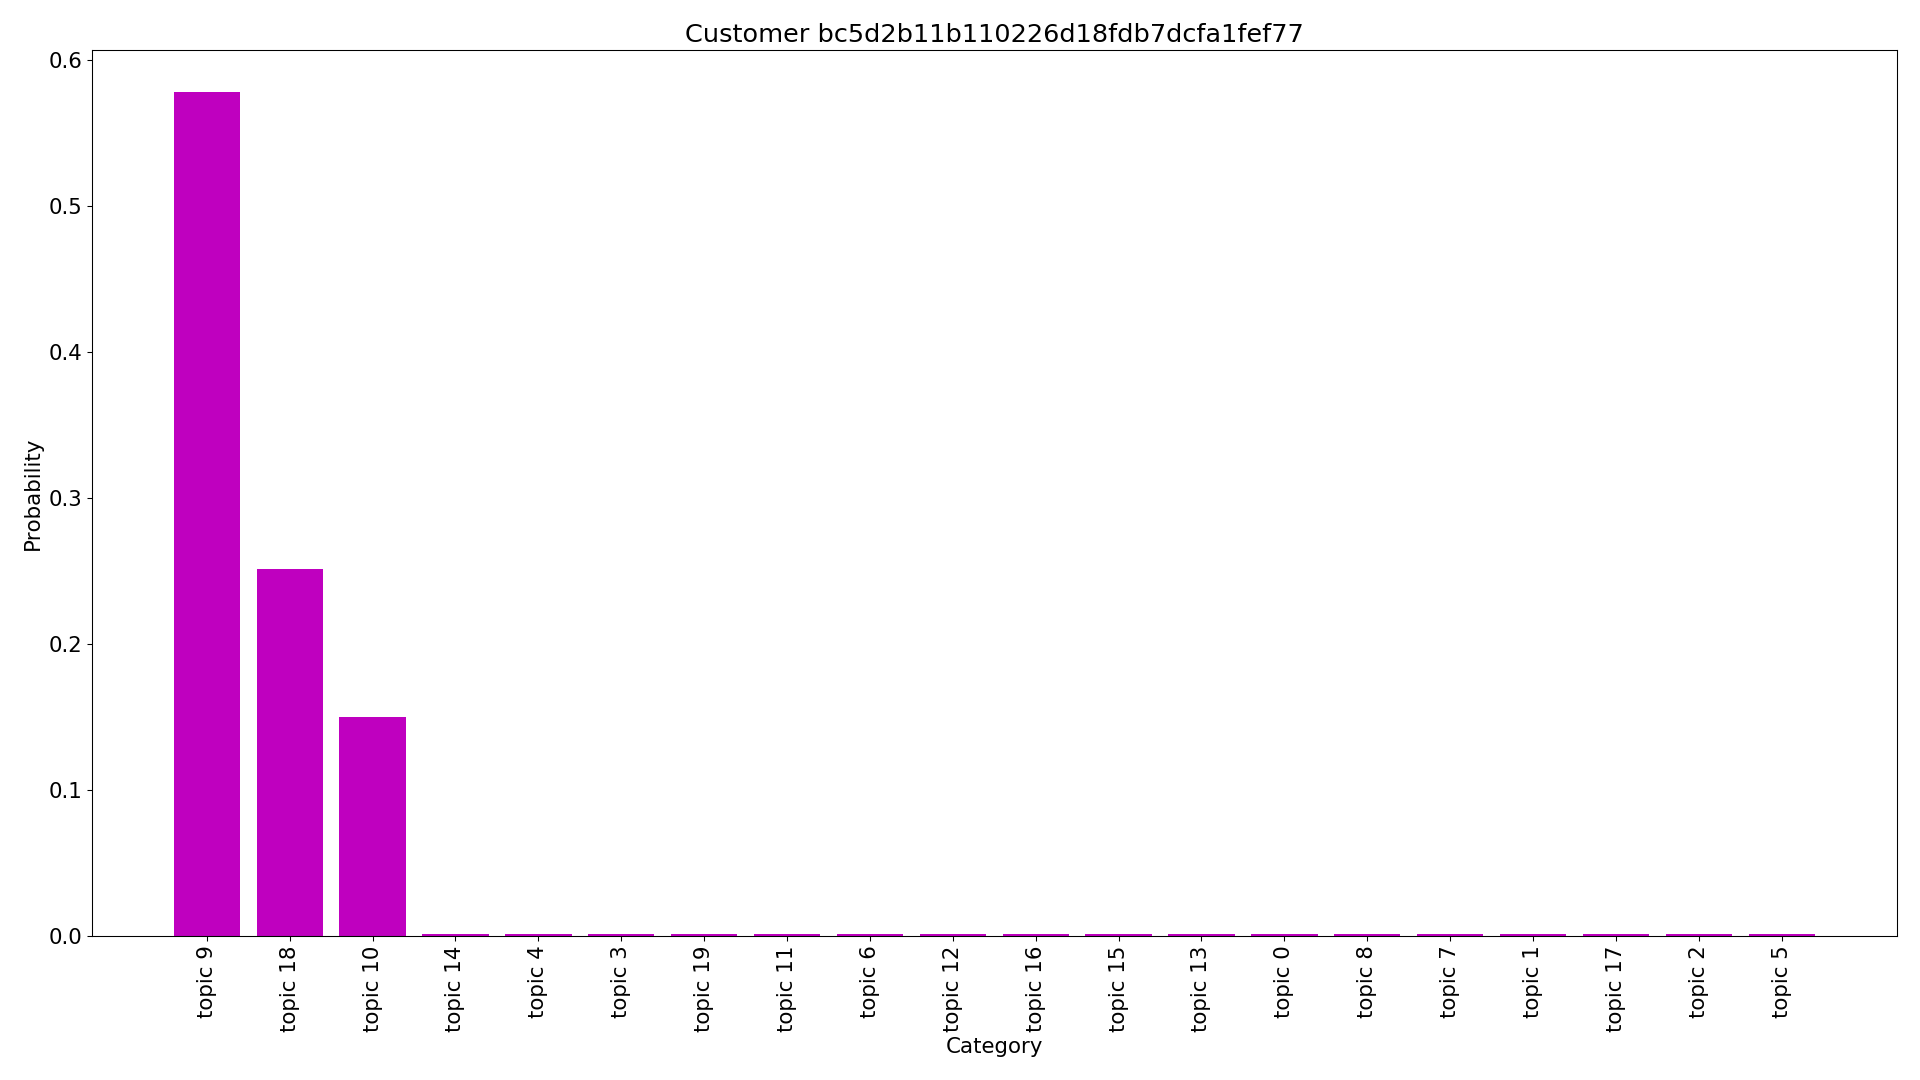 Customer bc5d2b11b110226d18fdb7dcfa1fef77
Probability
0.6
0.5
0.4
0.3
0.2
0.1
0.0
topic 9
topic 18
topic 10
topic 14
topic 4
topic 3
topic 19
topic 11
topic 6
topic 12
topic 16
topic 15
topic 13
topic 0
topic 8
topic 7
topic 1
topic 17
topic 2
topic 5
Category